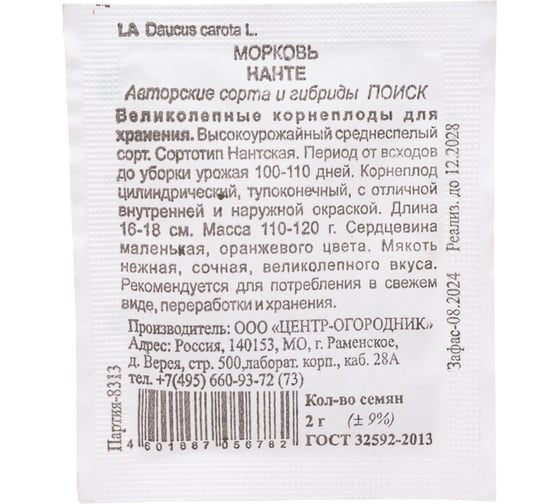 LA Daucus carota L.
МОРКОВЬ
НАНТЕ
Авторские сорта и гибриды ПОИСК
Великолепные корнеплоды для
хранения. Высокоурожайный среднеспелый
сорт. Сортотип Нантская. Период от всходов
до уборки урожая 100-110 дней. Корнеплод
цилиндрический, тупоконечный, с отличной
внутренней и наружной окраской. Длина
16-18 см. Масса 110-120 г. Сердцевина
маленькая, оранжевого цвета. Мякоть
нежная, сочная, великолепного вкуса.
Рекомендуется для потребления в свежем
виде, переработки и хранения.
Производитель: ООО «ЦЕНТР-ОГОРОДНИК»
Адрес: Россия, 140153, МО, г. Раменское,
д. Верея, стр. 500,лаборат. корп., каб. 28А
тел. +7(495) 660-93-72 (73)
Кол-во семян
2 г (± 9%)
ГОСТ 32592-2013
4 601887 056782
Партия-8313
Зафас-08.2024 Реализ. до 12.2028